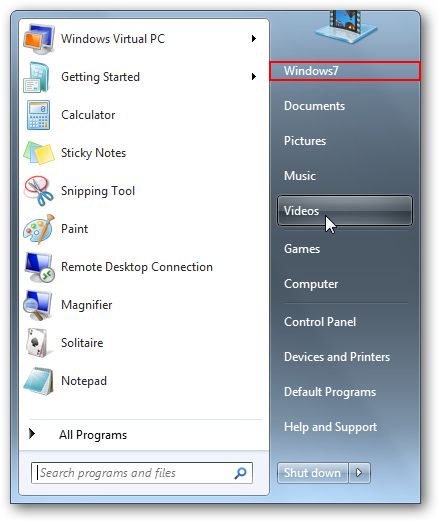 Windows Virtual PC
Getting Started
Calculator
Sticky Notes
Snipping Tool
Paint
Remote Desktop Connection
Magnifier
Solitaire
Notepad
All Programs
Search programs and files
Windows7
Documents
Pictures
Music
Videos
Games
Computer
Control Panel
Devices and Printers
Default Programs
Help and Support
Shut down